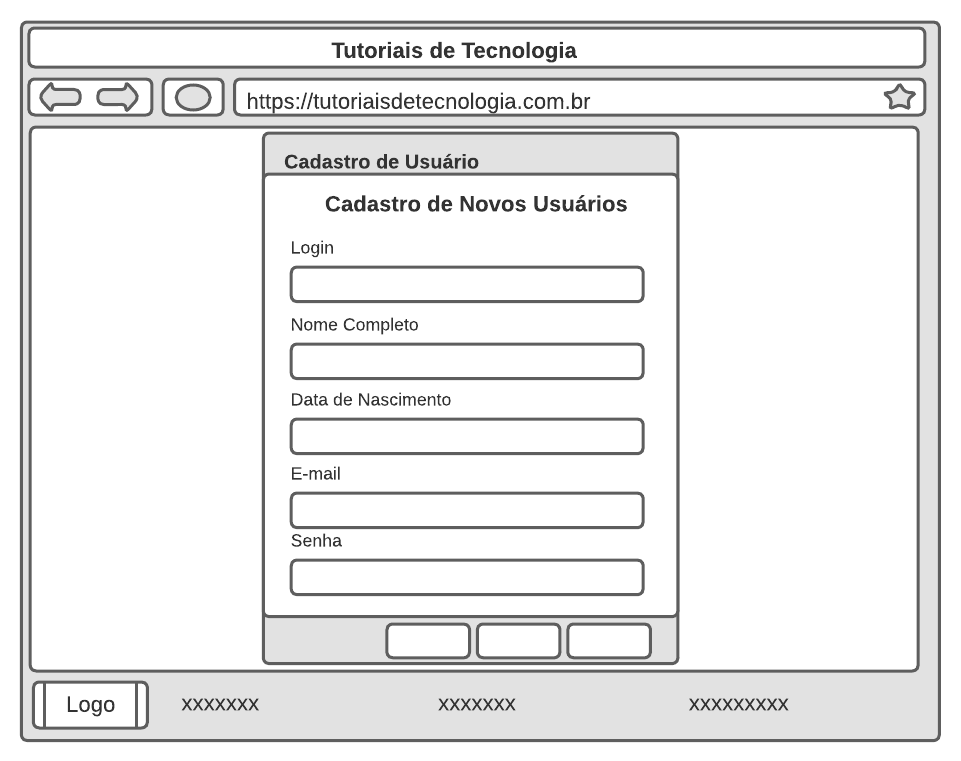 Tutoriais de Tecnologia
https://tutoriaisdetecnologia.com.br
Cadastro de Usuário
Cadastro de Novos Usuários
Login
Nome Completo
Data de Nascimento
E-mail
Senha
Logo xxxxxxx xxxxxxx xxxxxxxxx